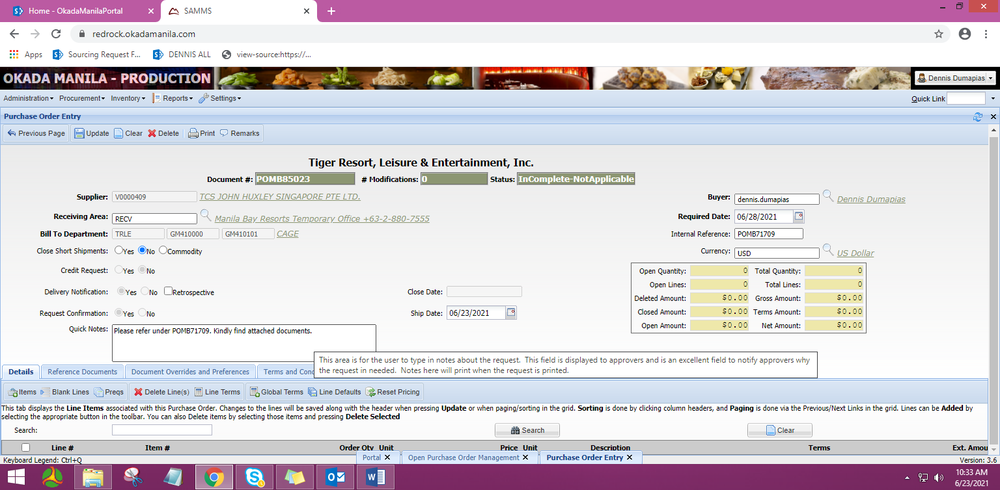 Home - OkadaManilaPortal
SAMMS
redrock.okadamanila.com
Apps Sourcing Request F... DENNIS ALL view-source:https://...
OKADA MANILA - PRODUCTION
Dennis Dumapias
Administration Procurement Inventory Reports Settings
Quick Link
Purchase Order Entry
Previous Page Update Clear Delete Print Remarks
Tiger Resort, Leisure & Entertainment, Inc.
Document #: POMB85023 # Modifications: 0 Status: InComplete-NotApplicable
Supplier: V0000409 TCS JOHN HUXLEY SINGAPORE PTE LTD.
Buyer: dennis.dumapias Dennis Dumapias
Receiving Area: RECV Manila Bay Resorts Temporary Office +63-2-880-7555
Required Date: 06/28/2021
Bill To Department: TRLE GM410000 GM410101 CAGE
Internal Reference: POMB71709
Close Short Shipments: Yes No Commodity
Currency: USD US Dollar
Credit Request: Yes No
Open Quantity: 0 Total Quantity: 0
Open Lines: 0 Total Lines: 0
Delivery Notification: Yes No Retrospective
Close Date:
Deleted Amount: $0.00 Gross Amount: $0.00
Closed Amount: $0.00 Terms Amount: $0.00
Request Confirmation: Yes No
Ship Date: 06/23/2021
Open Amount: $0.00 Net Amount: $0.00
Quick Notes: Please refer under POMB71709. Kindly find attached documents.
This area is for the user to type in notes about the request. This field is displayed to approvers and is an excellent field to notify approvers why
the request in needed. Notes here will print when the request is printed.
Details Reference Documents Document Overrides and Preferences Terms and Cond
Items Blank Lines Preqs Delete Line(s) Line Terms Global Terms Line Defaults Reset Pricing
This tab displays the Line Items associated with this Purchase Order. Changes to the lines will be saved along with the header when pressing Update or when paging/sorting in the grid. Sorting is done by clicking column headers, and Paging is done via the Previous/Next Links in the grid. Lines can be Added by
selecting the appropriate button in the toolbar. You can also Delete items by selecting those items and pressing Delete Selected
Search: Search Clear
Line # Item # Order Qty Unit Price Unit Description Terms Ext. Amou
Keyboard Legend: Ctrl+Q
Portal Open Purchase Order Management Purchase Order Entry
Version: 3.6
10:33 AM
6/23/2021